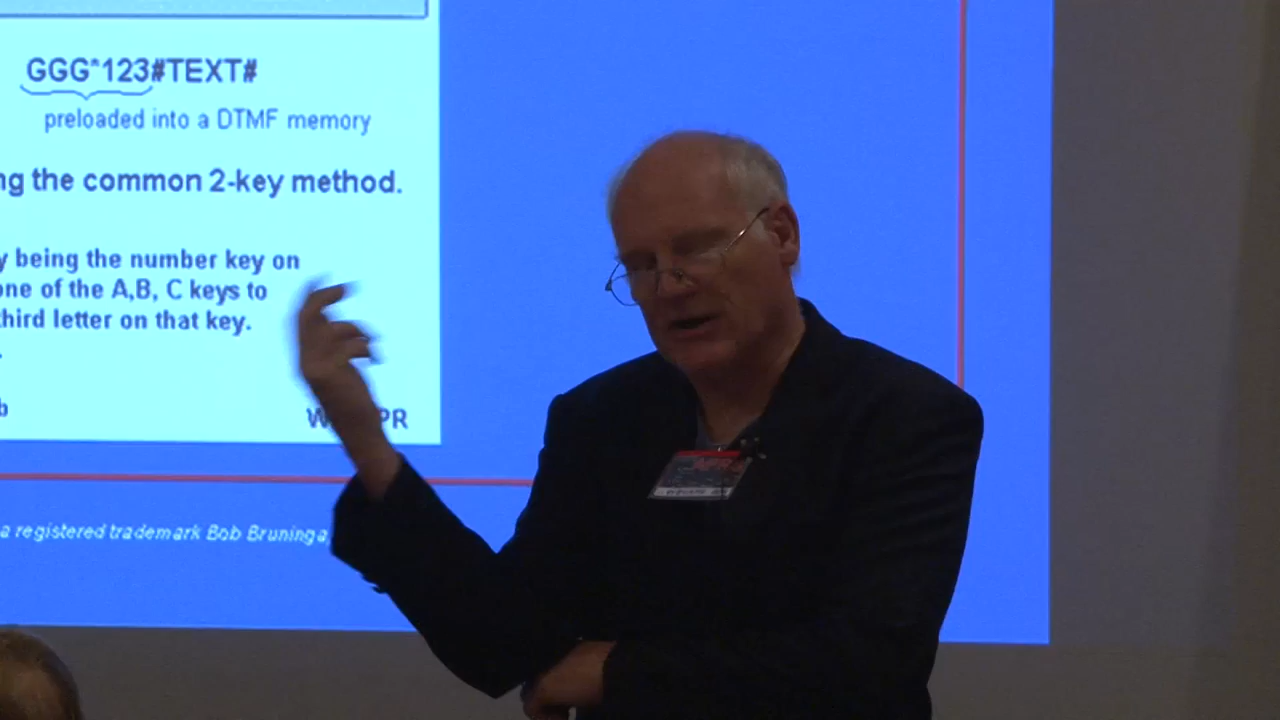 GGG*123#TEXT#
preloaded into a DTMF memory
ng the common 2-key method.
y being the number key on
one of the A,B, C keys to
third letter on that key.
b
W PR
a registered trademark Bob Bruninga,